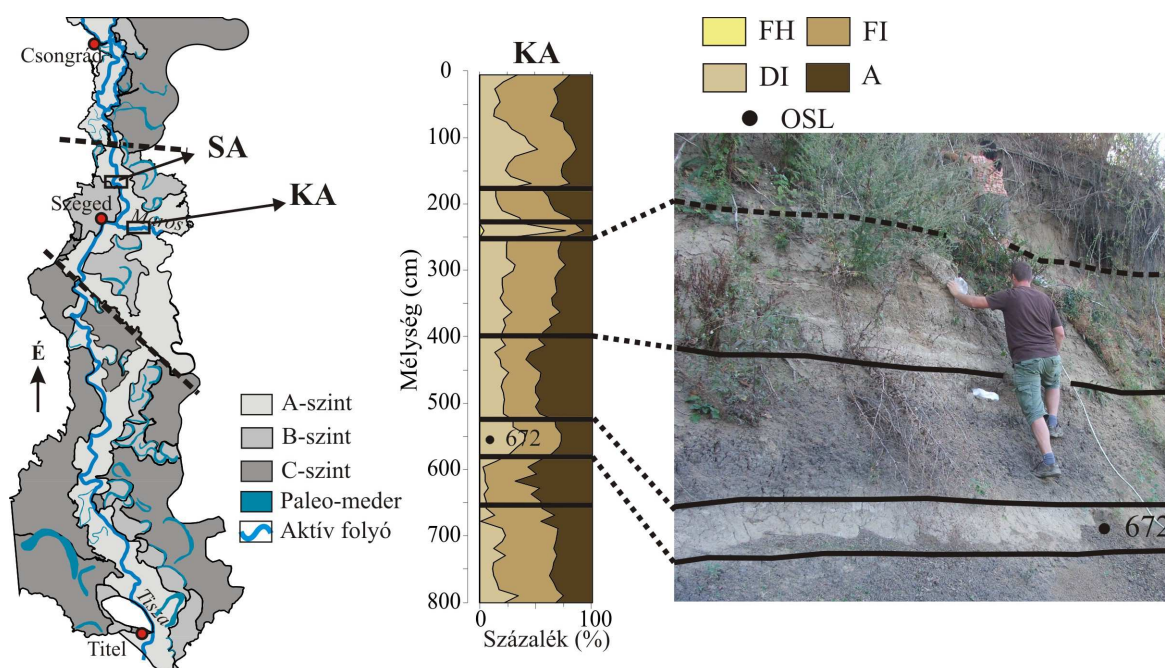 Csongrád
SA
Szeged
KA
Maros
É
A-szint
B-szint
C-szint
Paleo-meder
Aktív folyó
Tisza
Titel
KA
0
100
200
300
400
500
600
700
800
Mélység (cm)
672
0 100
Százalék (%)
FH FI
DI A
OSL
672